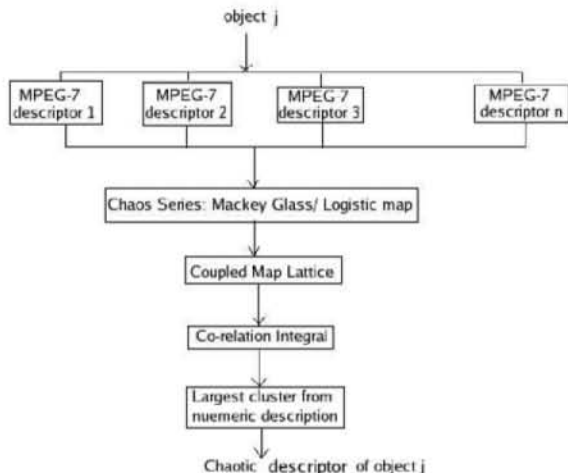 object j
MPEG-7
descriptor 1
MPEG-7
descriptor 2
MPEG 7
descriptor 3
MPEG-7
descriptor n
Chaos Series: Mackey Glass/ Logistic map
Coupled Map Lattice
Co-relation Integral
Largest cluster from
nuemeric description
Chaotic descriptor of object j